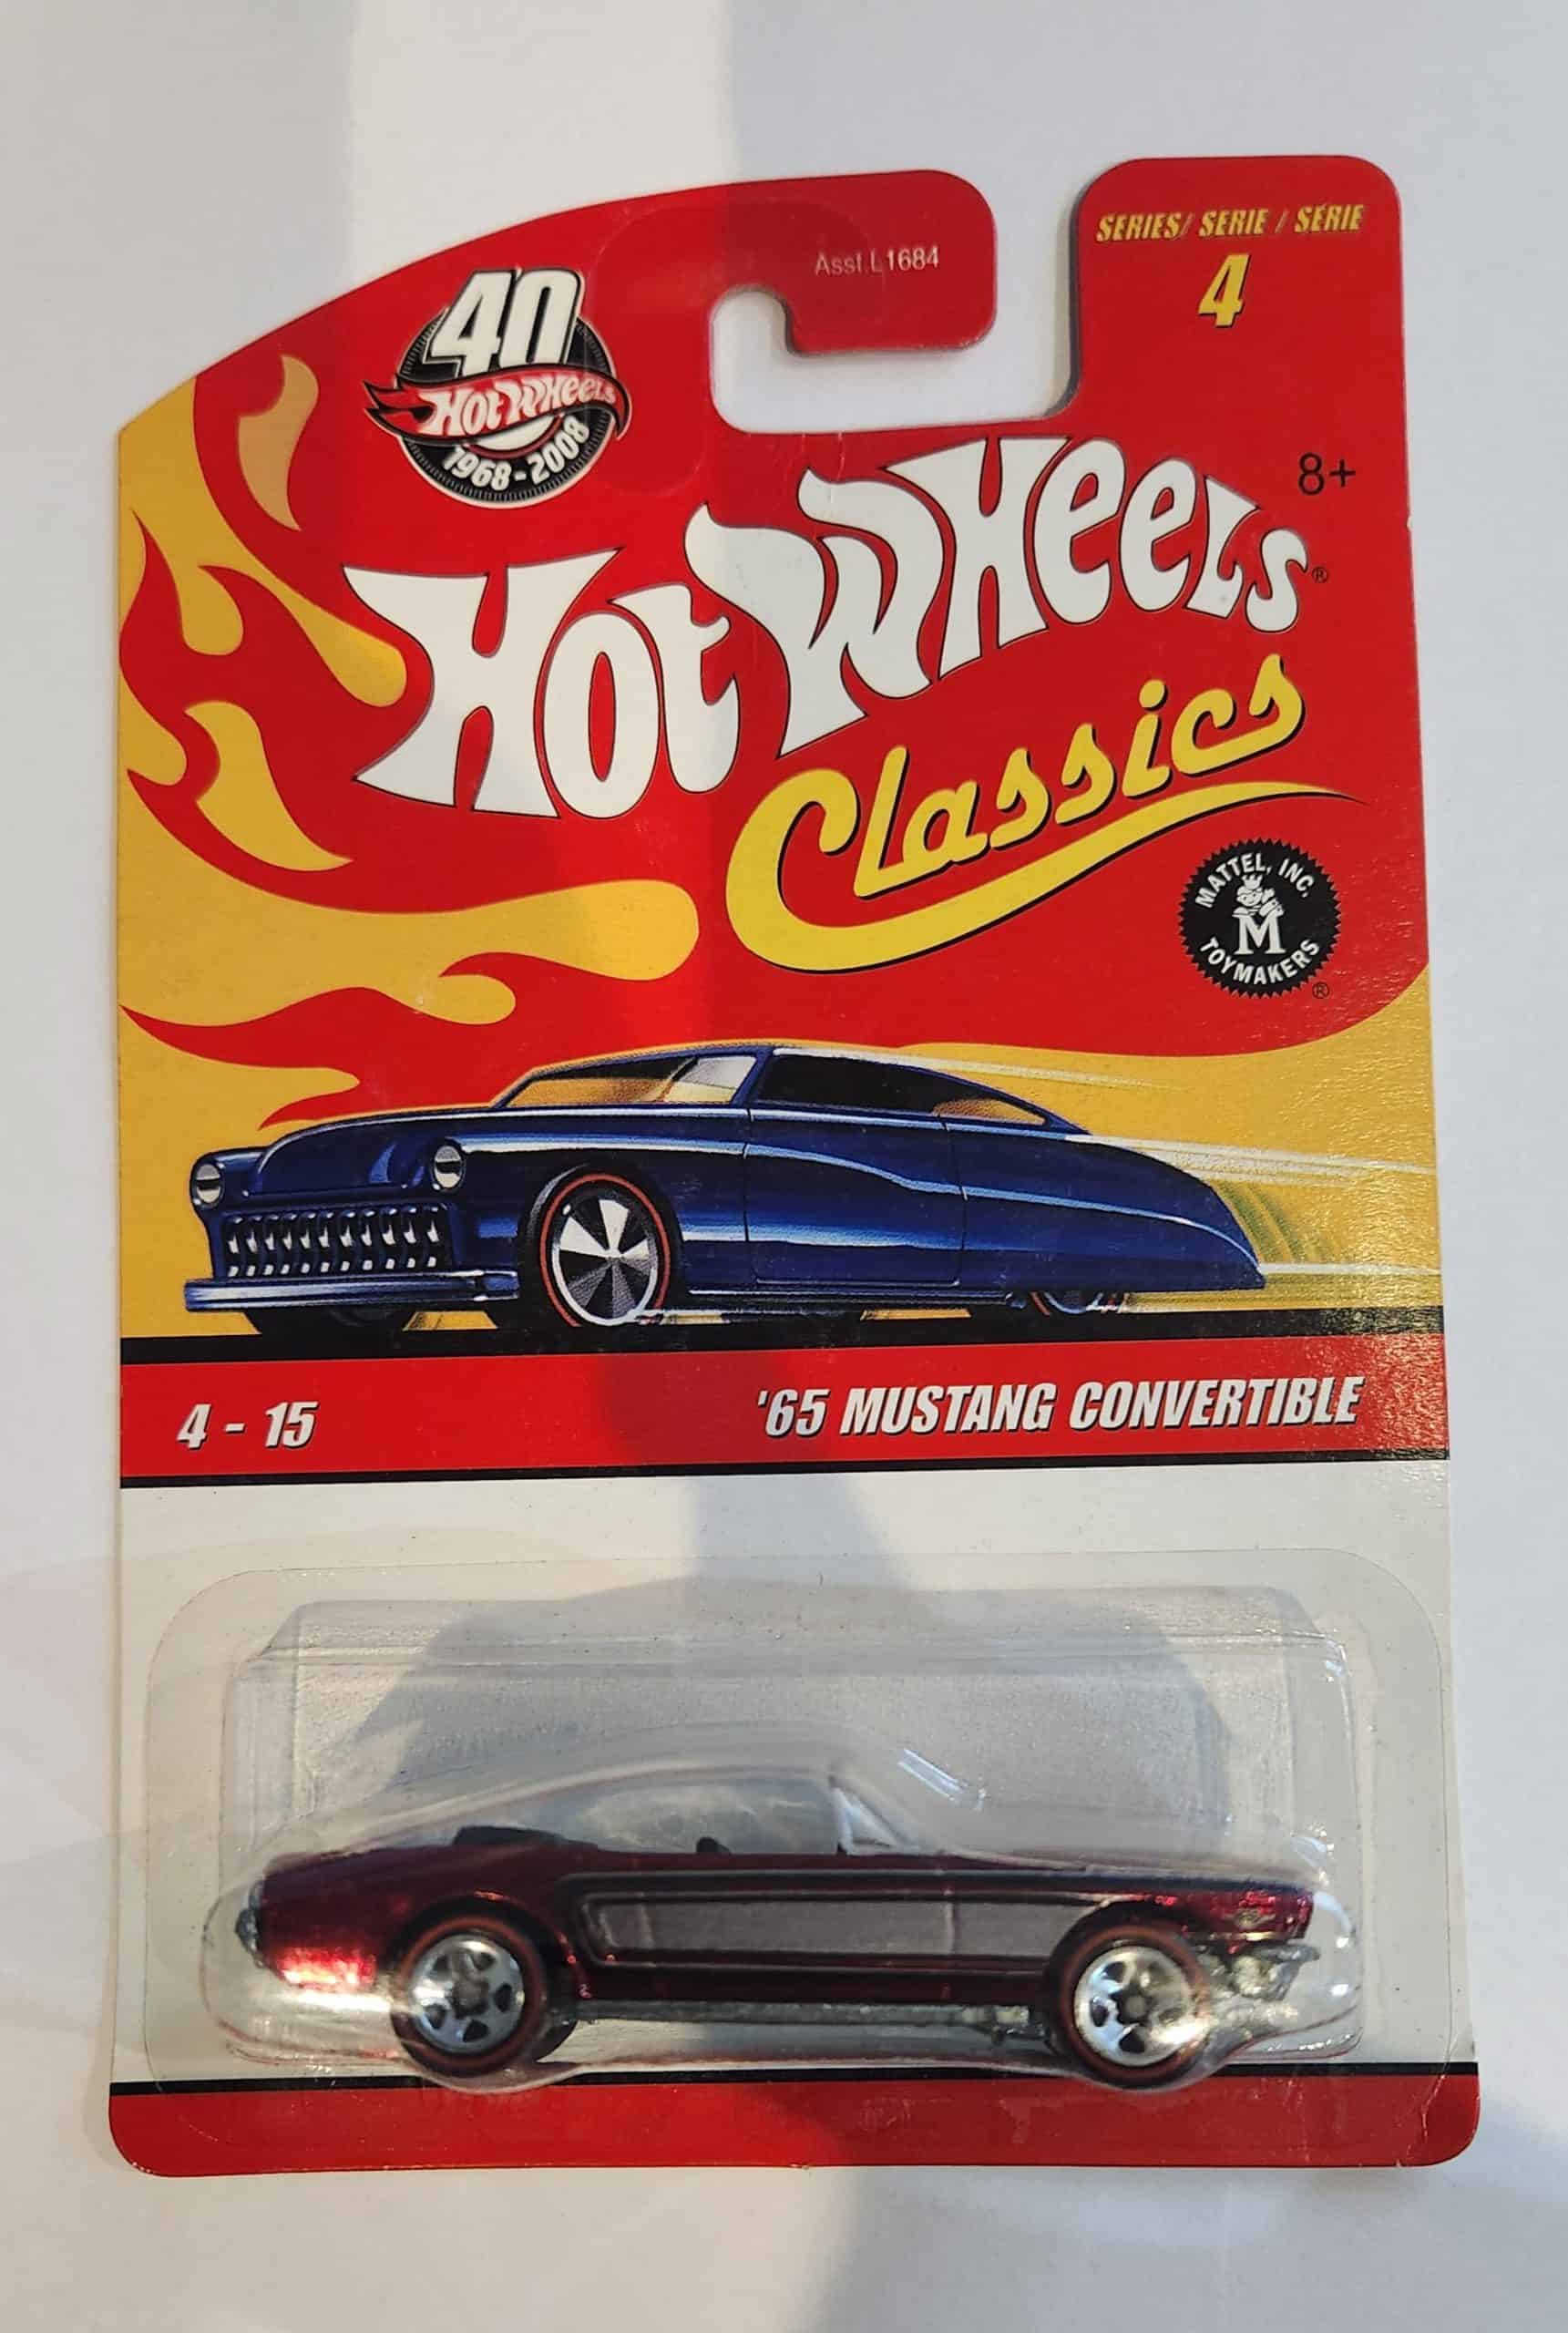 Asst.L1684
SERIES/ SERIE / SÉRIE
4
40
Hot Wheels
1968-2008
8+
Hot Wheels®
Classics
MATTEL, INC.
M
TOYMAKERS
®
4 - 15
'65 MUSTANG CONVERTIBLE